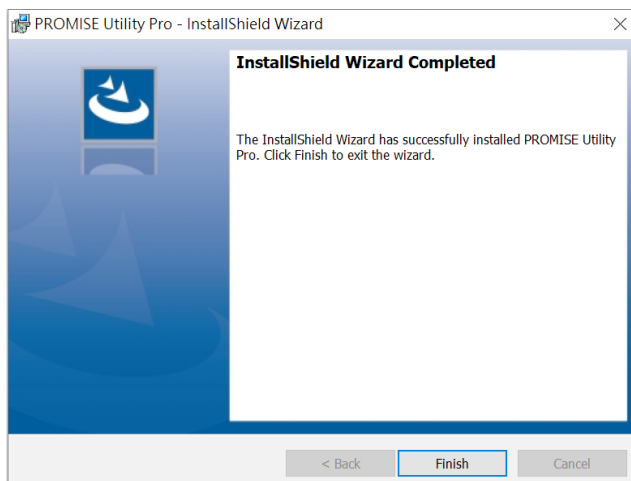 PROMISE Utility Pro - InstallShield Wizard
InstallShield Wizard Completed
The InstallShield Wizard has successfully installed PROMISE Utility
Pro. Click Finish to exit the wizard.
< Back
Finish
Cancel